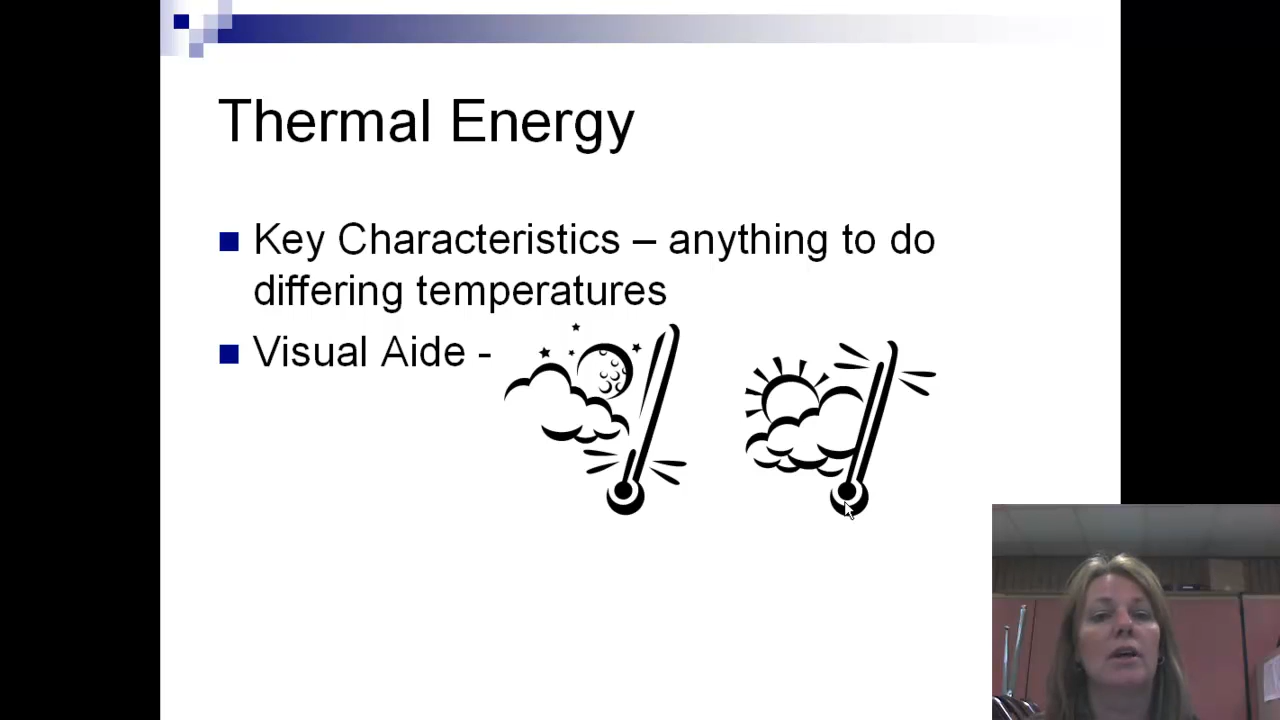 Thermal Energy
Key Characteristics – anything to do
differing temperatures
Visual Aide -